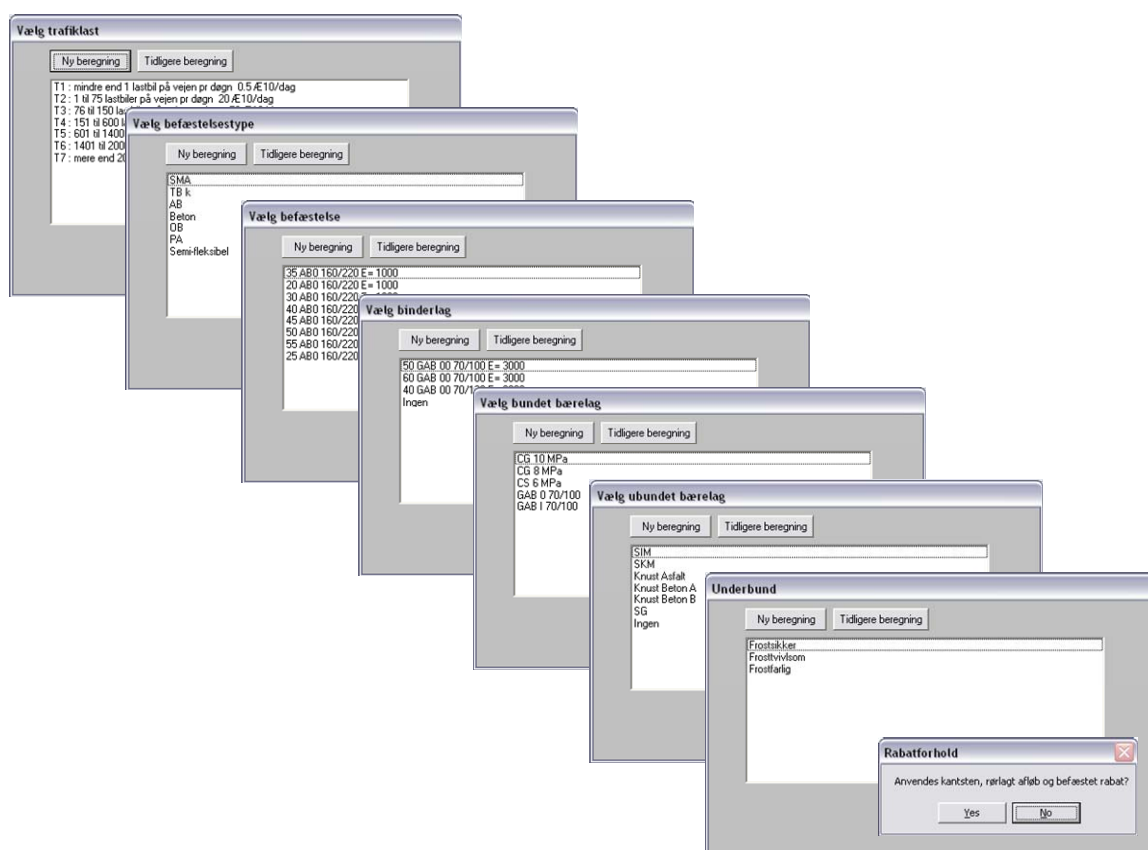 Vælg trafiklast
Ny beregning Tidligere beregning
T1 : mindre end 1 lastbil på vejen pr døgn 0.5 Æ10/dag
T2 : 1 til 75 lastbiler på vejen pr døgn 20 Æ10/dag
T3 : 76 til 150
T4 : 151 til 600
T5 : 601 til 1400
T6 : 1401 til
T7 : mere end
Vælg befæstelsestype
Ny beregning Tidligere beregning
SMA
TB k
AB
Beton
OB
PA
Semi-fleksibel
Vælg befæstelse
Ny beregning Tidligere beregning
35 AB0 160/220 E= 1000
20 AB0 160/220 E= 1000
30 AB0 160/220
40 AB0 160/220
45 AB0 160/220
50 AB0 160/220
55 AB0 160/220
25 AB0 160/220
Vælg binderlag
Ny beregning Tidligere beregning
50 GAB 00 70/100 E= 3000
60 GAB 00 70/100 E= 3000
40 GAB 00
Ingen
Vælg bundet bærelag
Ny beregning Tidligere beregning
CG 10 MPa
CG 8 MPa
CS 6 MPa
GAB 0 70/100
GAB I 70/100
Vælg ubundet bærelag
Ny beregning Tidligere beregning
SIM
SKM
Knust Asfalt
Knust Beton A
Knust Beton B
SG
Ingen
Underbund
Ny beregning Tidligere beregning
Frostsikker
Frosttvivlsom
Frostfarlig
Rabatforhold
Anvendes kantsten, rørlagt afløb og befæstet rabat?
Yes No